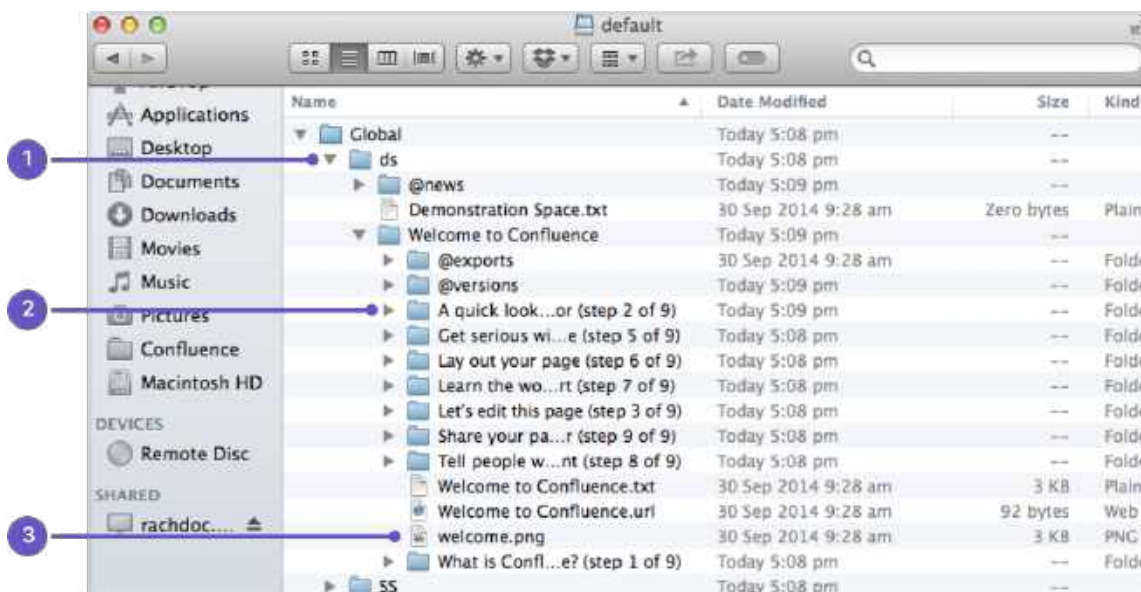 default
Applications
Desktop
Documents
Downloads
Movies
Music
Pictures
Confluence
Macintosh HD
DEVICES
Remote Disc
SHARED
rachdoc....
1
2
3
Name Date Modified Size Kind
Global Today 5:08 pm --
ds Today 5:08 pm --
@news Today 5:09 pm --
Demonstration Space.txt 30 Sep 2014 9:28 am Zero bytes Plain
Welcome to Confluence Today 5:09 pm --
@exports 30 Sep 2014 9:28 am -- Folde
@versions Today 5:09 pm -- Folde
A quick look...or (step 2 of 9) Today 5:09 pm -- Folde
Get serious wi...e (step 5 of 9) Today 5:08 pm -- Folde
Lay out your page (step 6 of 9) Today 5:08 pm -- Folde
Learn the wo...rt (step 7 of 9) Today 5:08 pm -- Folde
Let's edit this page (step 3 of 9) Today 5:08 pm -- Folde
Share your pa...r (step 9 of 9) Today 5:08 pm -- Folde
Tell people w...nt (step 8 of 9) Today 5:08 pm -- Folde
Welcome to Confluence.txt 30 Sep 2014 9:28 am 3 KB Plain
Welcome to Confluence.url 30 Sep 2014 9:28 am 92 bytes Web
welcome.png 30 Sep 2014 9:28 am 3 KB PNG
What is Confl...e? (step 1 of 9) Today 5:08 pm -- Folde
SS Today 5:08 pm --